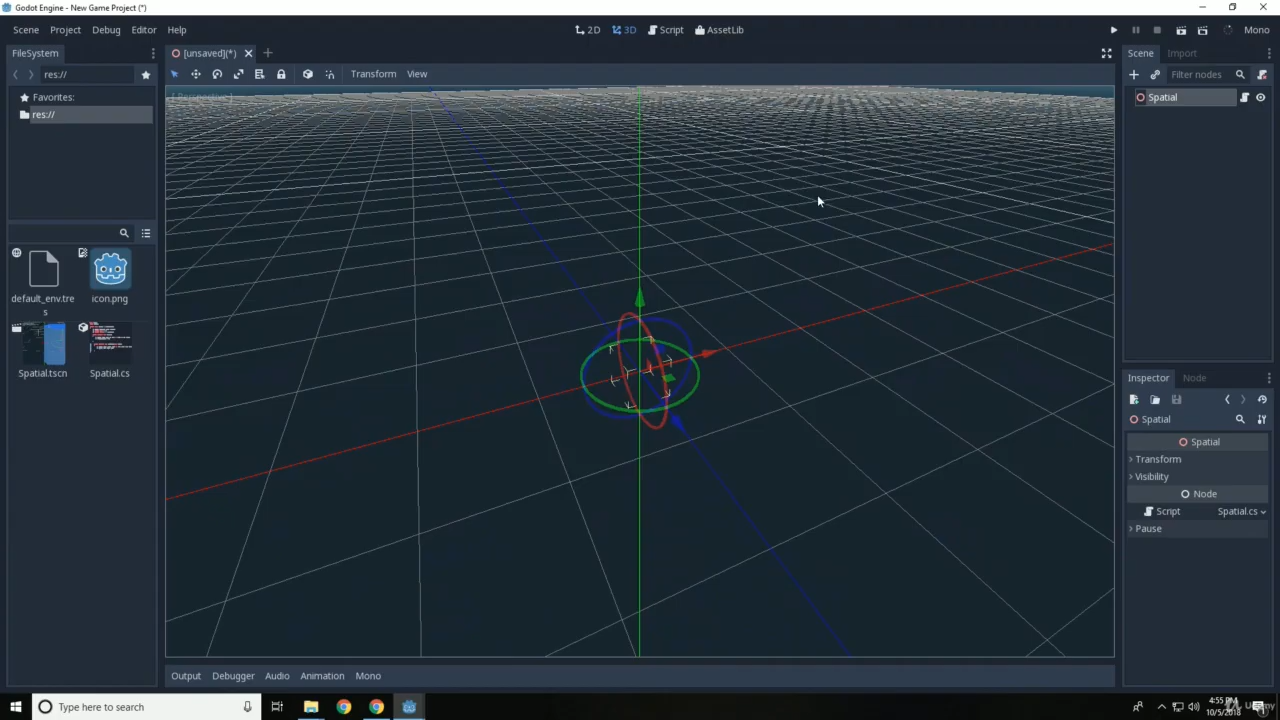 Godot Engine - New Game Project (*)
Scene Project Debug Editor Help
2D 3D Script AssetLib
Mono
FileSystem
[unsaved](*)
Scene Import
res://
Transform View
Filter nodes
[ Perspective ]
Favorites:
res://
Spatial
default_env.tre
s
icon.png
Spatial.tscn
Spatial.cs
Inspector Node
Spatial
Spatial
Transform
Visibility
Node
Script Spatial.cs
Pause
Output Debugger Audio Animation Mono
Type here to search
4:55 PM
10/5/2018
Udemy